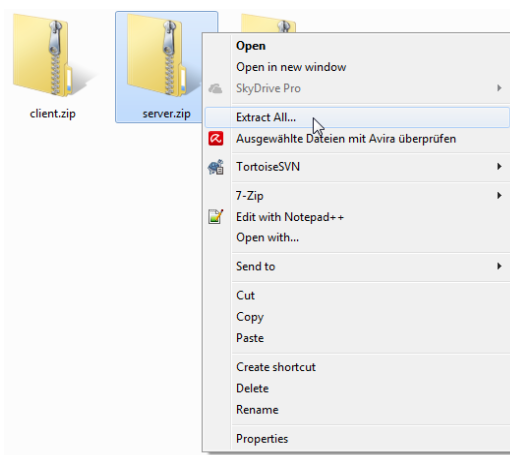 client.zip
server.zip
Open
Open in new window
SkyDrive Pro
Extract All...
Ausgewählte Dateien mit Avira überprüfen
TortoiseSVN
7-Zip
Edit with Notepad++
Open with...
Send to
Cut
Copy
Paste
Create shortcut
Delete
Rename
Properties